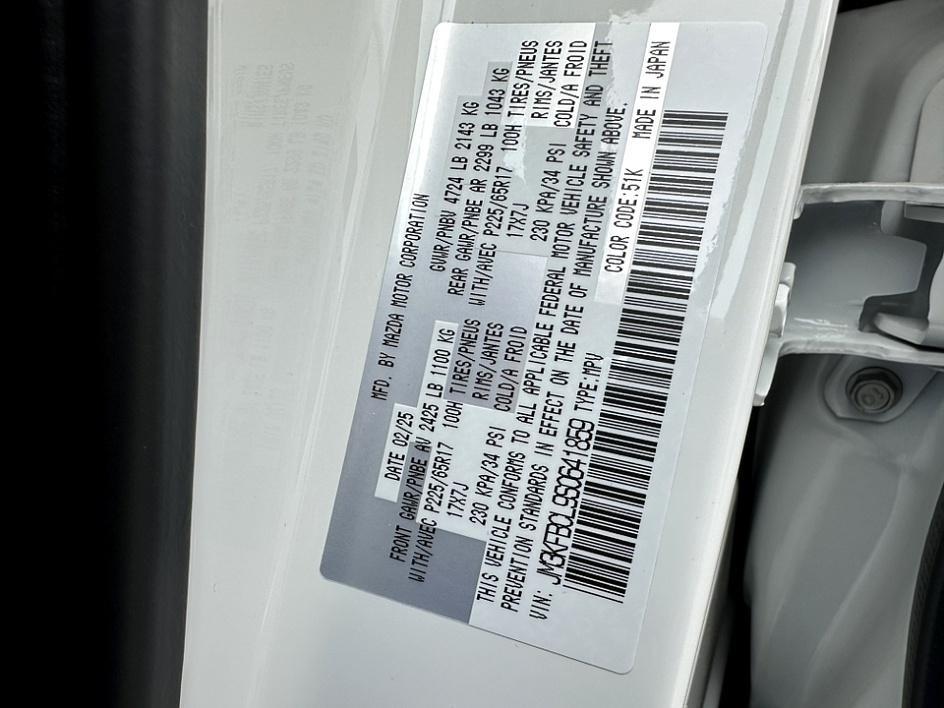 MFD. BY MAZDA MOTOR CORPORATION
DATE 02/25 GVWR/PNBV 4724 LB 2143 KG
FRONT GAWR/PNBE AV 2425 LB 1100 KG REAR GAWR/PNBE AR 2299 LB 1043 KG
WITH/AVEC P225/65R17 100H TIRES/PNEUS WITH/AVEC P225/65R17 100H TIRES/PNEUS
17X7J RIMS/JANTES 17X7J RIMS/JANTES
230 KPA/34 PSI COLD/A FROID 230 KPA/34 PSI COLD/A FROID
THIS VEHICLE CONFORMS TO ALL APPLICABLE FEDERAL MOTOR VEHICLE SAFETY AND THEFT
PREVENTION STANDARDS IN EFFECT ON THE DATE OF MANUFACTURE SHOWN ABOVE.
VIN: JM3KFBCL9S0641859 TYPE:MPV COLOR CODE:51K MADE IN JAPAN